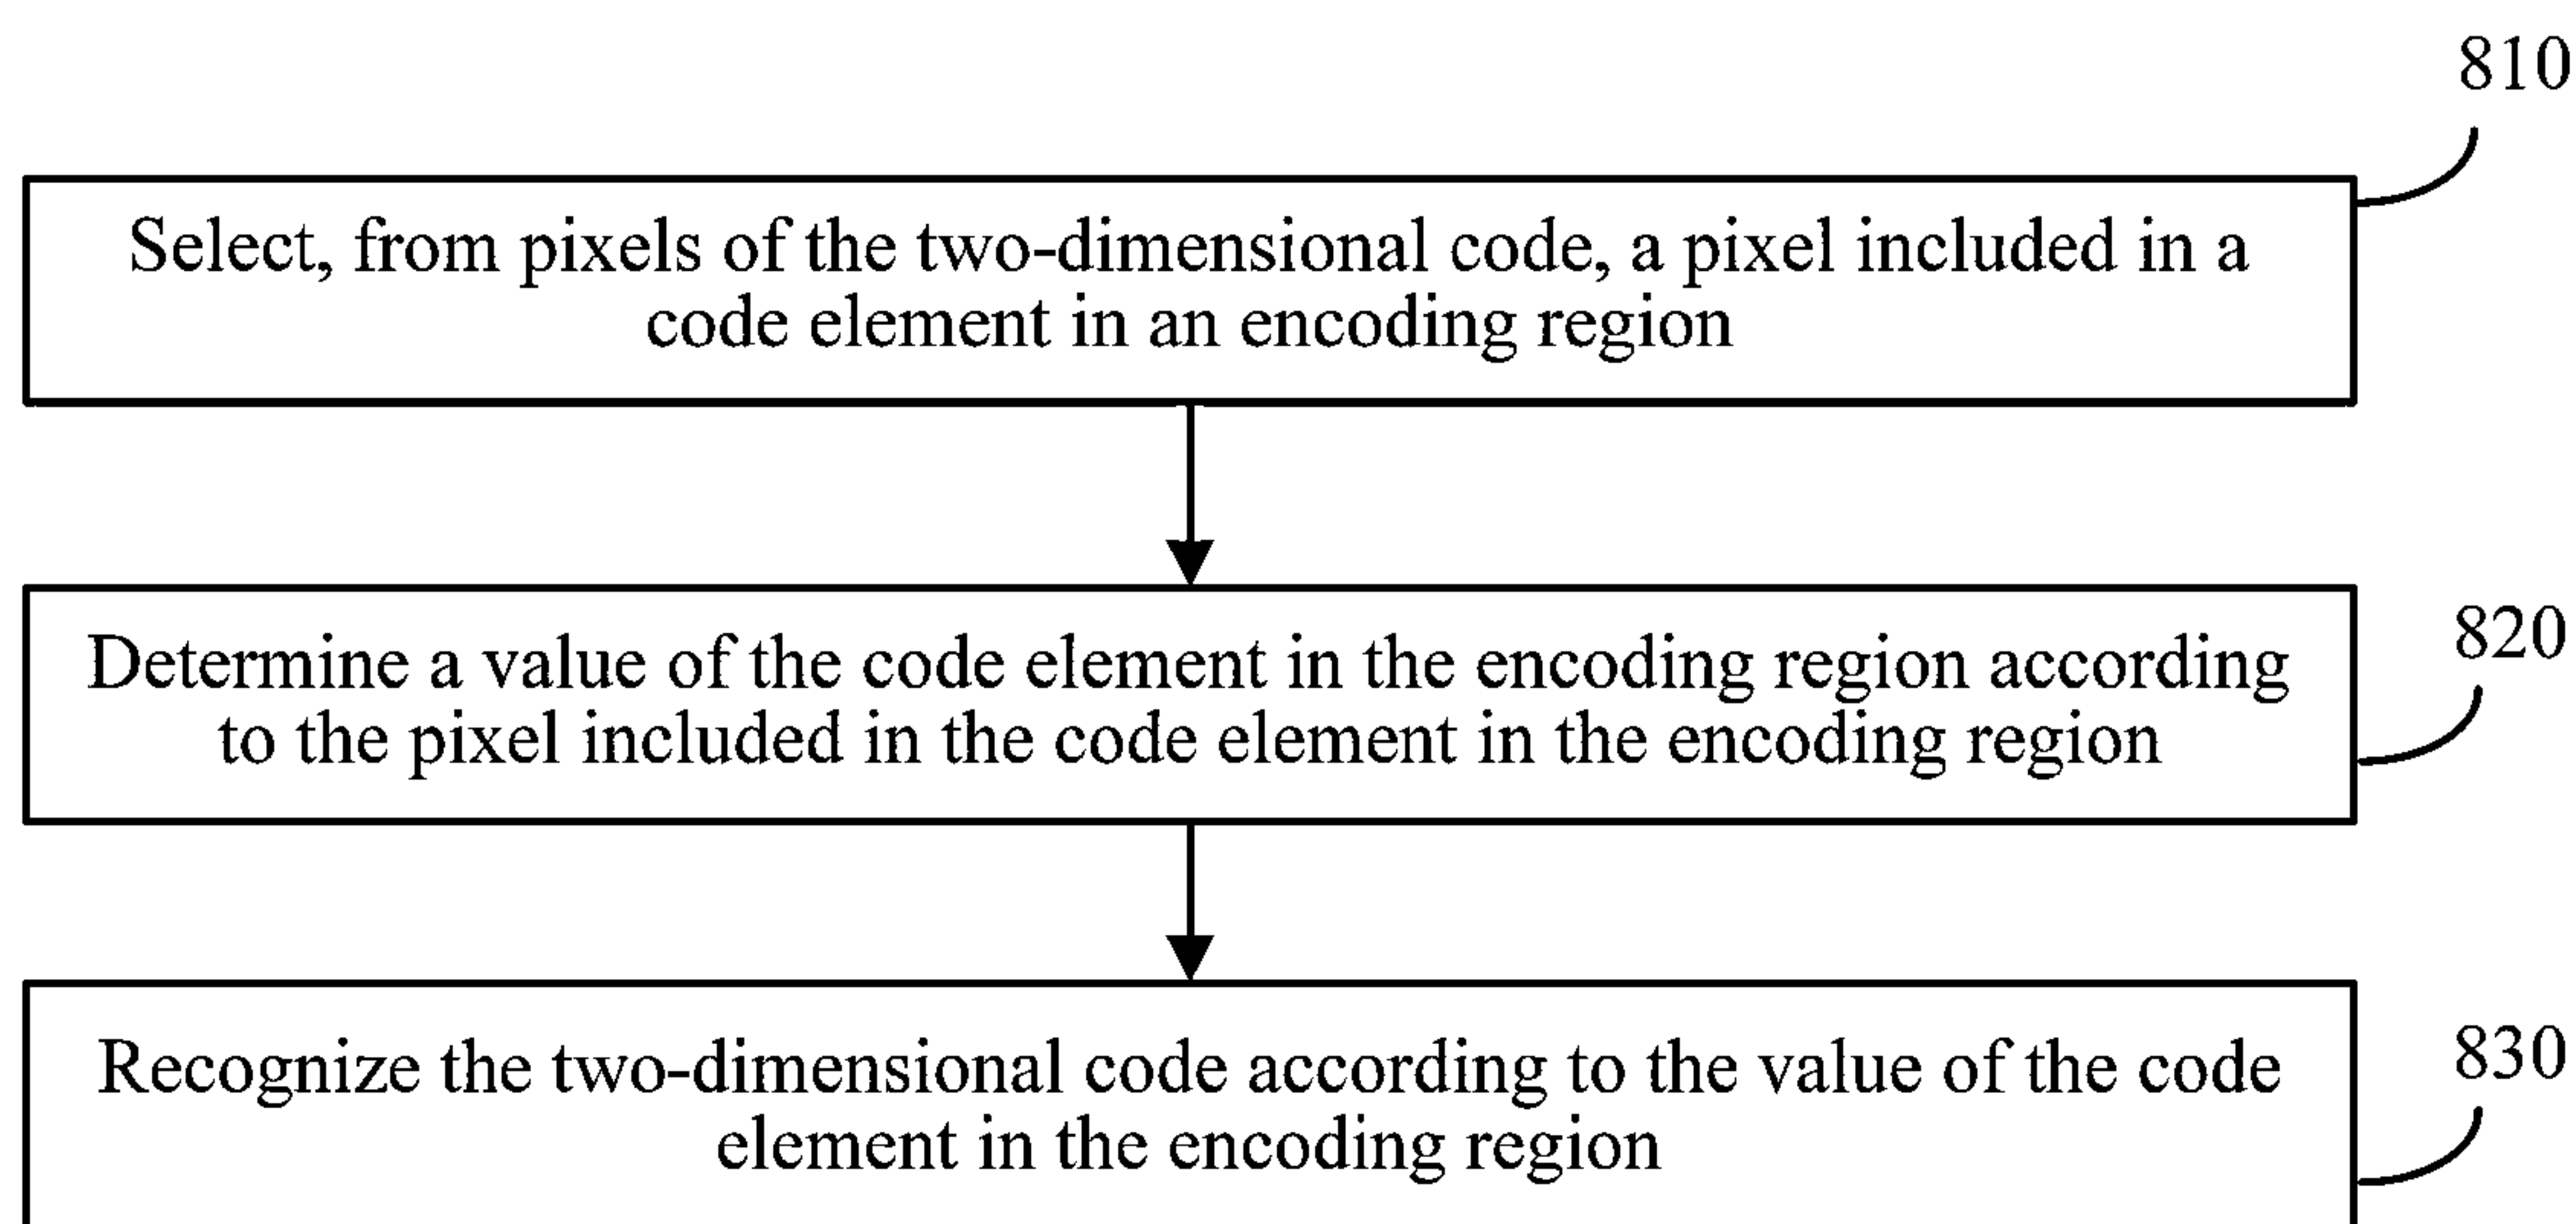 810
Select, from pixels of the two-dimensional code, a pixel included in a
code element in an encoding region
820
Determine a value of the code element in the encoding region according
to the pixel included in the code element in the encoding region
830
Recognize the two-dimensional code according to the value of the code
element in the encoding region